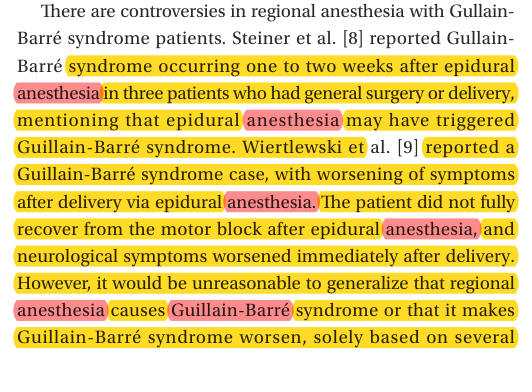 There are controversies in regional anesthesia with Gullain-
Barré syndrome patients. Steiner et al. [8] reported Gullain-
Barré syndrome occurring one to two weeks after epidural
anesthesia in three patients who had general surgery or delivery,
mentioning that epidural anesthesia may have triggered
Guillain-Barré syndrome. Wiertlewski et al. [9] reported a
Guillain-Barré syndrome case, with worsening of symptoms
after delivery via epidural anesthesia. The patient did not fully
recover from the motor block after epidural anesthesia, and
neurological symptoms worsened immediately after delivery.
However, it would be unreasonable to generalize that regional
anesthesia causes Guillain-Barré syndrome or that it makes
Guillain-Barré syndrome worsen, solely based on several